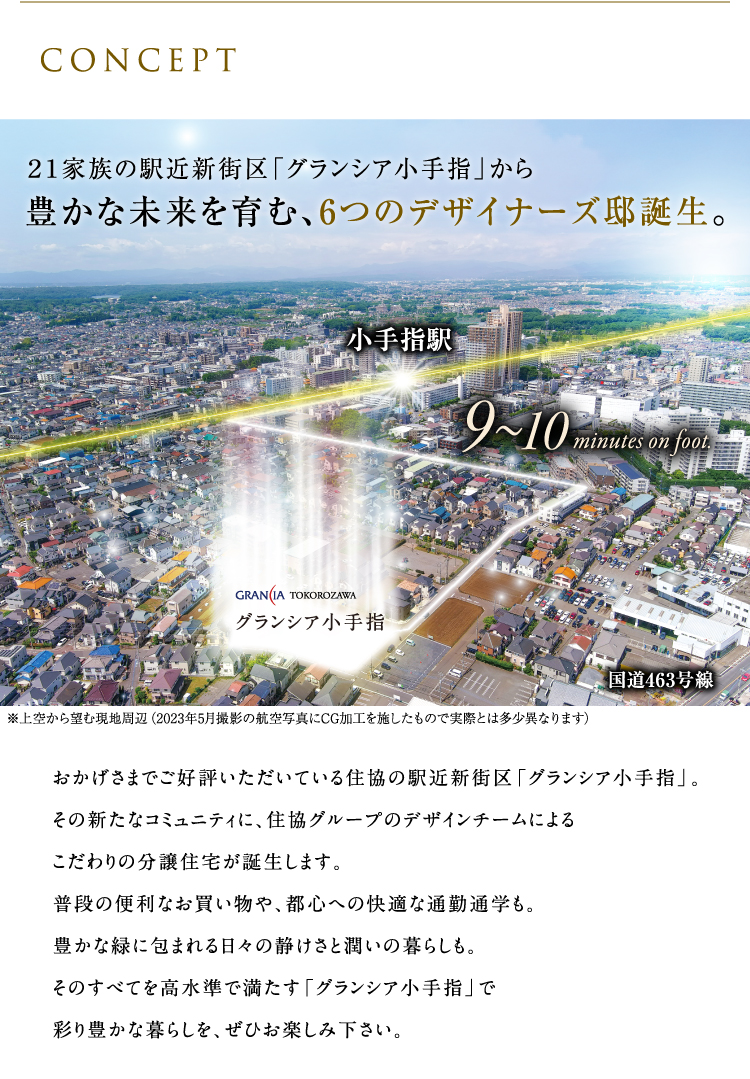 CONCEPT
21家族の駅近新街区「グランシア小手指」から
豊かな未来を育む、6つのデザイナーズ邸誕生。
小手指駅
9~10 minutes on foot.
GRANCIA TOKOROZAWA
グランシア小手指
国道463号線
※上空から望む現地周辺（2023年5月撮影の航空写真にCG加工を施したもので実際とは多少異なります）
おかげさまでご好評いただいている住協の駅近新街区「グランシア小手指」。
その新たなコミュニティに、住協グループのデザインチームによる
こだわりの分譲住宅が誕生します。
普段の便利なお買い物や、都心への快適な通勤通学も。
豊かな緑に包まれる日々の静けさと潤いの暮らしも。
そのすべてを高水準で満たす「グランシア小手指」で
彩り豊かな暮らしを、ぜひお楽しみ下さい。